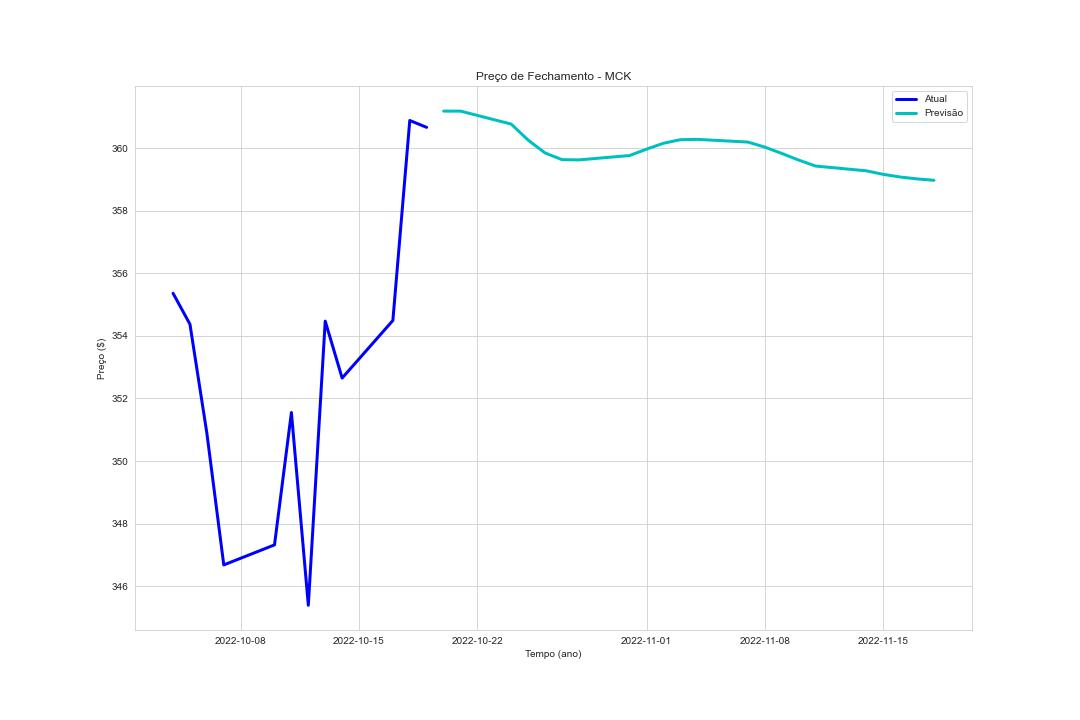 Preço de Fechamento - MCK
Atual
Previsão
360
358
356
354
352
350
348
346
Preço ($)
2022-10-08
2022-10-15
2022-10-22
2022-11-01
2022-11-08
2022-11-15
Tempo (ano)